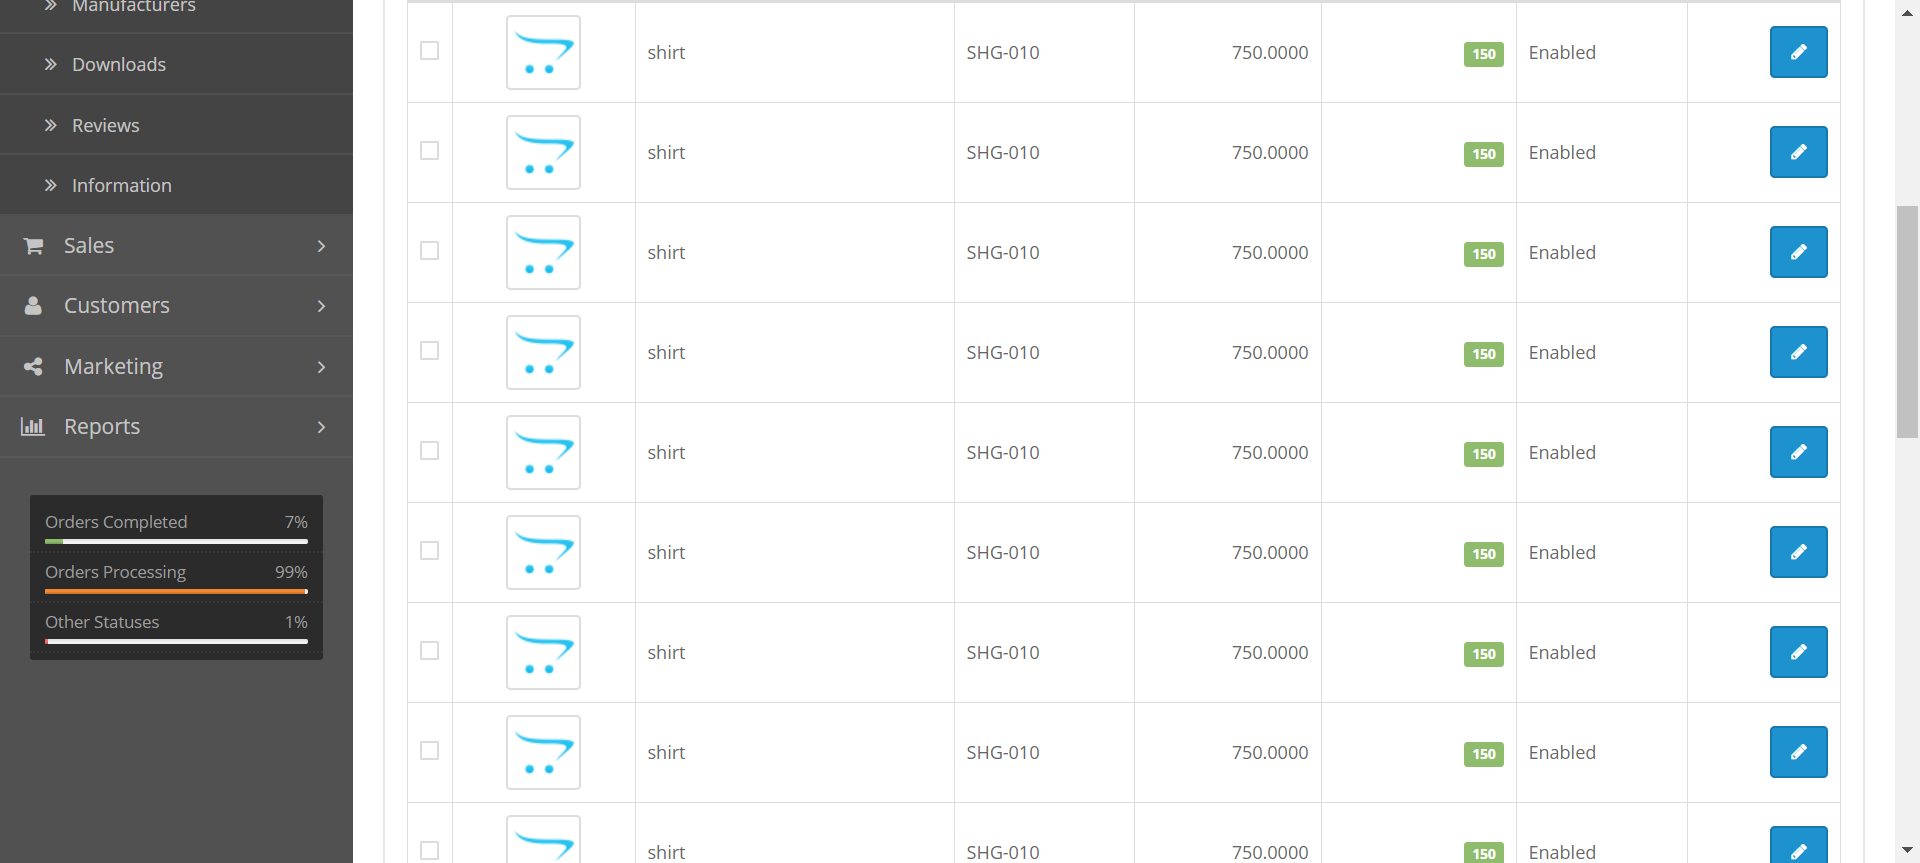 Manufacturers
Downloads
Reviews
Information
Sales
Customers
Marketing
Reports
Orders Completed 7%
Orders Processing 99%
Other Statuses 1%
shirt SHG-010 750.0000 150 Enabled
shirt SHG-010 750.0000 150 Enabled
shirt SHG-010 750.0000 150 Enabled
shirt SHG-010 750.0000 150 Enabled
shirt SHG-010 750.0000 150 Enabled
shirt SHG-010 750.0000 150 Enabled
shirt SHG-010 750.0000 150 Enabled
shirt SHG-010 750.0000 150 Enabled
shirt SHG-010 750.0000 150 Enabled